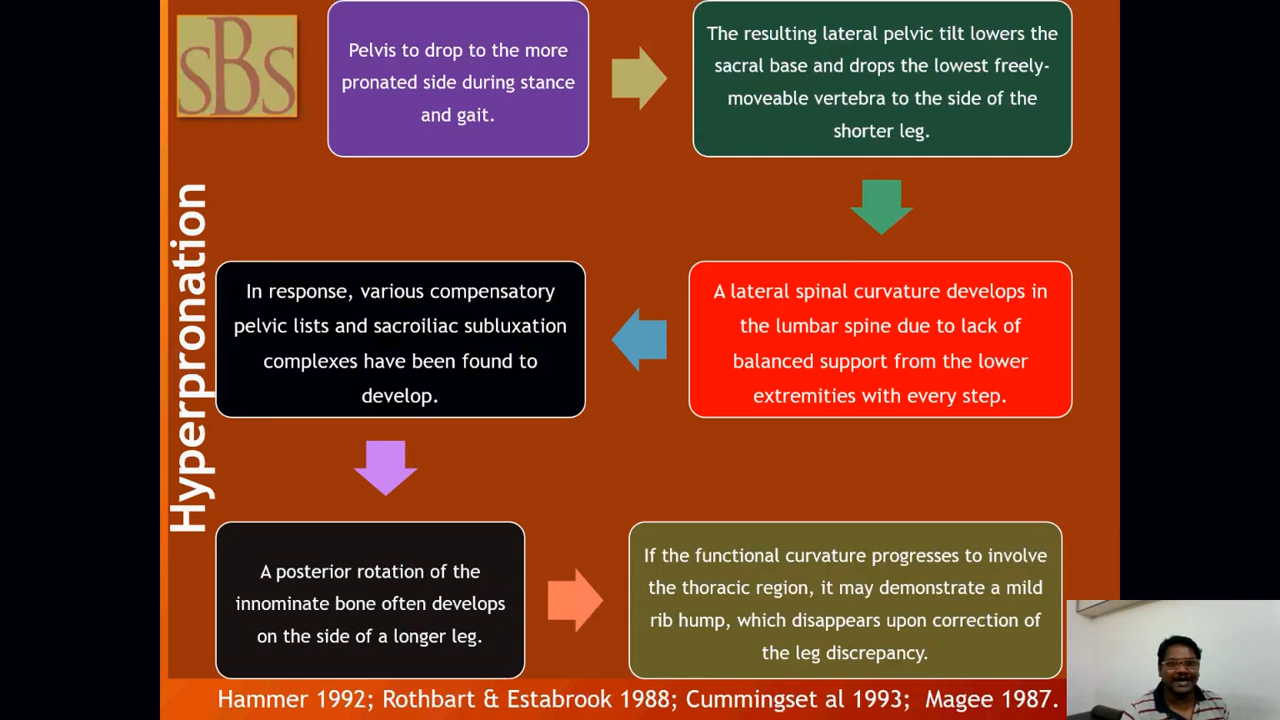 SBS
Pelvis to drop to the more
pronated side during stance
and gait.
The resulting lateral pelvic tilt lowers the
sacral base and drops the lowest freely-
moveable vertebra to the side of the
shorter leg.
Hyperpronation
A lateral spinal curvature develops in
the lumbar spine due to lack of
balanced support from the lower
extremities with every step.
In response, various compensatory
pelvic lists and sacroiliac subluxation
complexes have been found to
develop.
A posterior rotation of the
innominate bone often develops
on the side of a longer leg.
If the functional curvature progresses to involve
the thoracic region, it may demonstrate a mild
rib hump, which disappears upon correction of
the leg discrepancy.
Hammer 1992; Rothbart & Estabrook 1988; Cummingset al 1993; Magee 1987.